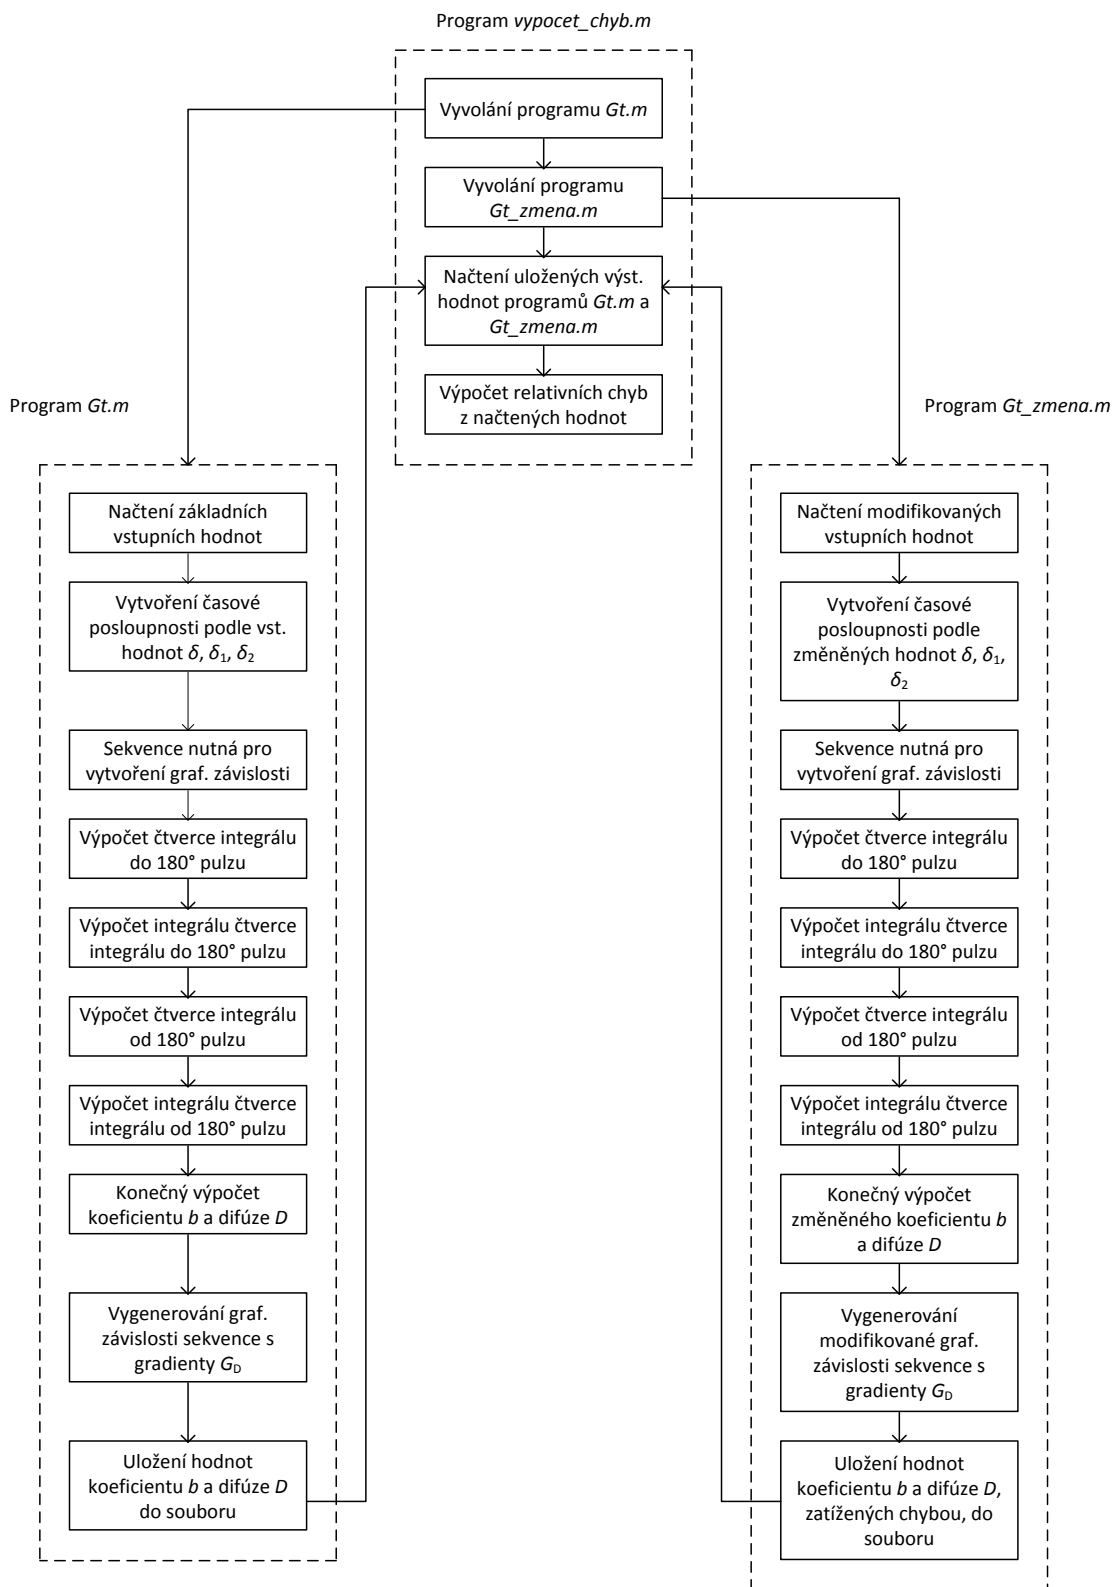 Program vypocet_chyb.m
Vyvolání programu Gt.m
Vyvolání programu
Gt_zmena.m
Načtení uložených výst.
hodnot programů Gt.m a
Gt_zmena.m
Výpočet relativních chyb
z načtených hodnot
Program Gt.m
Načtení základních
vstupních hodnot
Vytvoření časové
posloupnosti podle vst.
hodnot δ, δ₁, δ₂
Sekvence nutná pro
vytvoření graf. závislosti
Výpočet čtverce integrálu
do 180° pulzu
Výpočet integrálu čtverce
integrálu do 180° pulzu
Výpočet čtverce integrálu
od 180° pulzu
Výpočet integrálu čtverce
integrálu od 180° pulzu
Konečný výpočet
koeficientu b a difúze D
Vygenerování graf.
závislosti sekvence s
gradienty G_D
Uložení hodnot
koeficientu b a difúze D
do souboru
Program Gt_zmena.m
Načtení modifikovaných
vstupních hodnot
Vytvoření časové
posloupnosti podle
změněných hodnot δ, δ₁,
δ₂
Sekvence nutná pro
vytvoření graf. závislosti
Výpočet čtverce integrálu
do 180° pulzu
Výpočet integrálu čtverce
integrálu do 180° pulzu
Výpočet čtverce integrálu
od 180° pulzu
Výpočet integrálu čtverce
integrálu od 180° pulzu
Konečný výpočet
změněného koeficientu b
a difúze D
Vygenerování
modifikované graf.
závislosti sekvence s
gradienty G_D
Uložení hodnot
koeficientu b a difúze D,
zatížených chybou, do
souboru